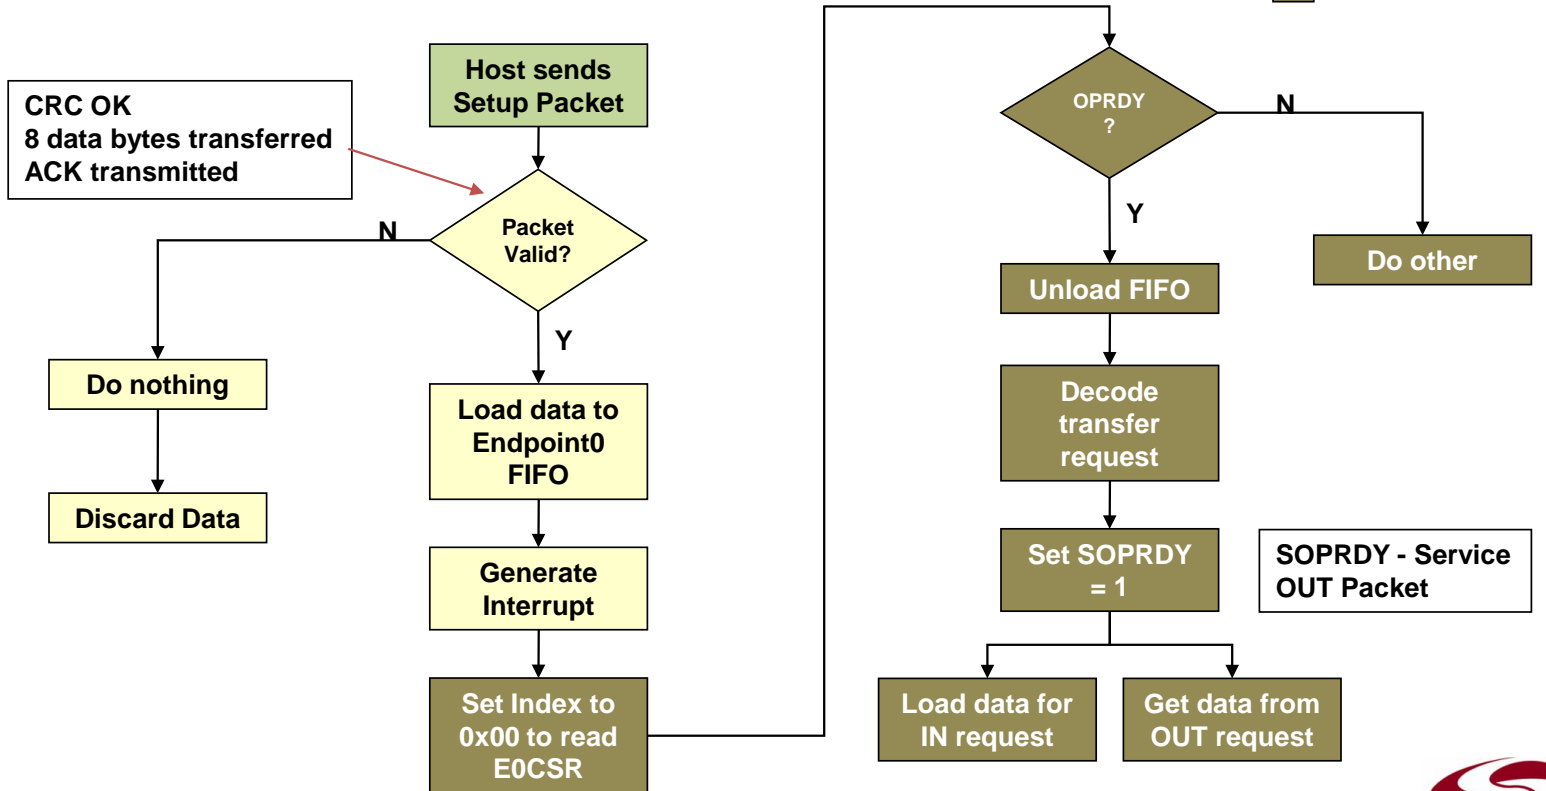 Host sends
Setup Packet
CRC OK
8 data bytes transferred
ACK transmitted
Packet
Valid?
N
Y
Do nothing
Discard Data
Load data to
Endpoint0
FIFO
Generate
Interrupt
Set Index to
0x00 to read
E0CSR
OPRDY
?
N
Y
Do other
Unload FIFO
Decode
transfer
request
Set SOPRDY
= 1
SOPRDY - Service
OUT Packet
Load data for
IN request
Get data from
OUT request